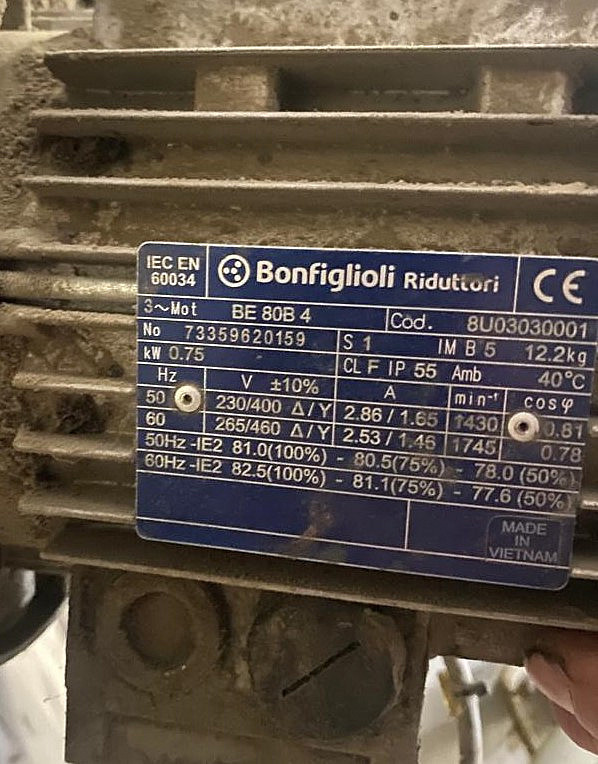 IEC EN
60034
Bonfiglioli Riduttori
CE
3~Mot BE 80B 4 Cod. 8U03030001
No 73359620159 S 1 IM B 5 12.2kg
kW 0.75 CL F IP 55 Amb 40°C
Hz V ±10% A min⁻¹ cosφ
50 230/400 Δ/Y 2.86 / 1.65 1430 0.81
60 265/460 Δ/Y 2.53 / 1.46 1745 0.78
50Hz -IE2 81.0(100%) - 80.5(75%) - 78.0 (50%)
60Hz -IE2 82.5(100%) - 81.1(75%) - 77.6 (50%)
MADE
IN
VIETNAM